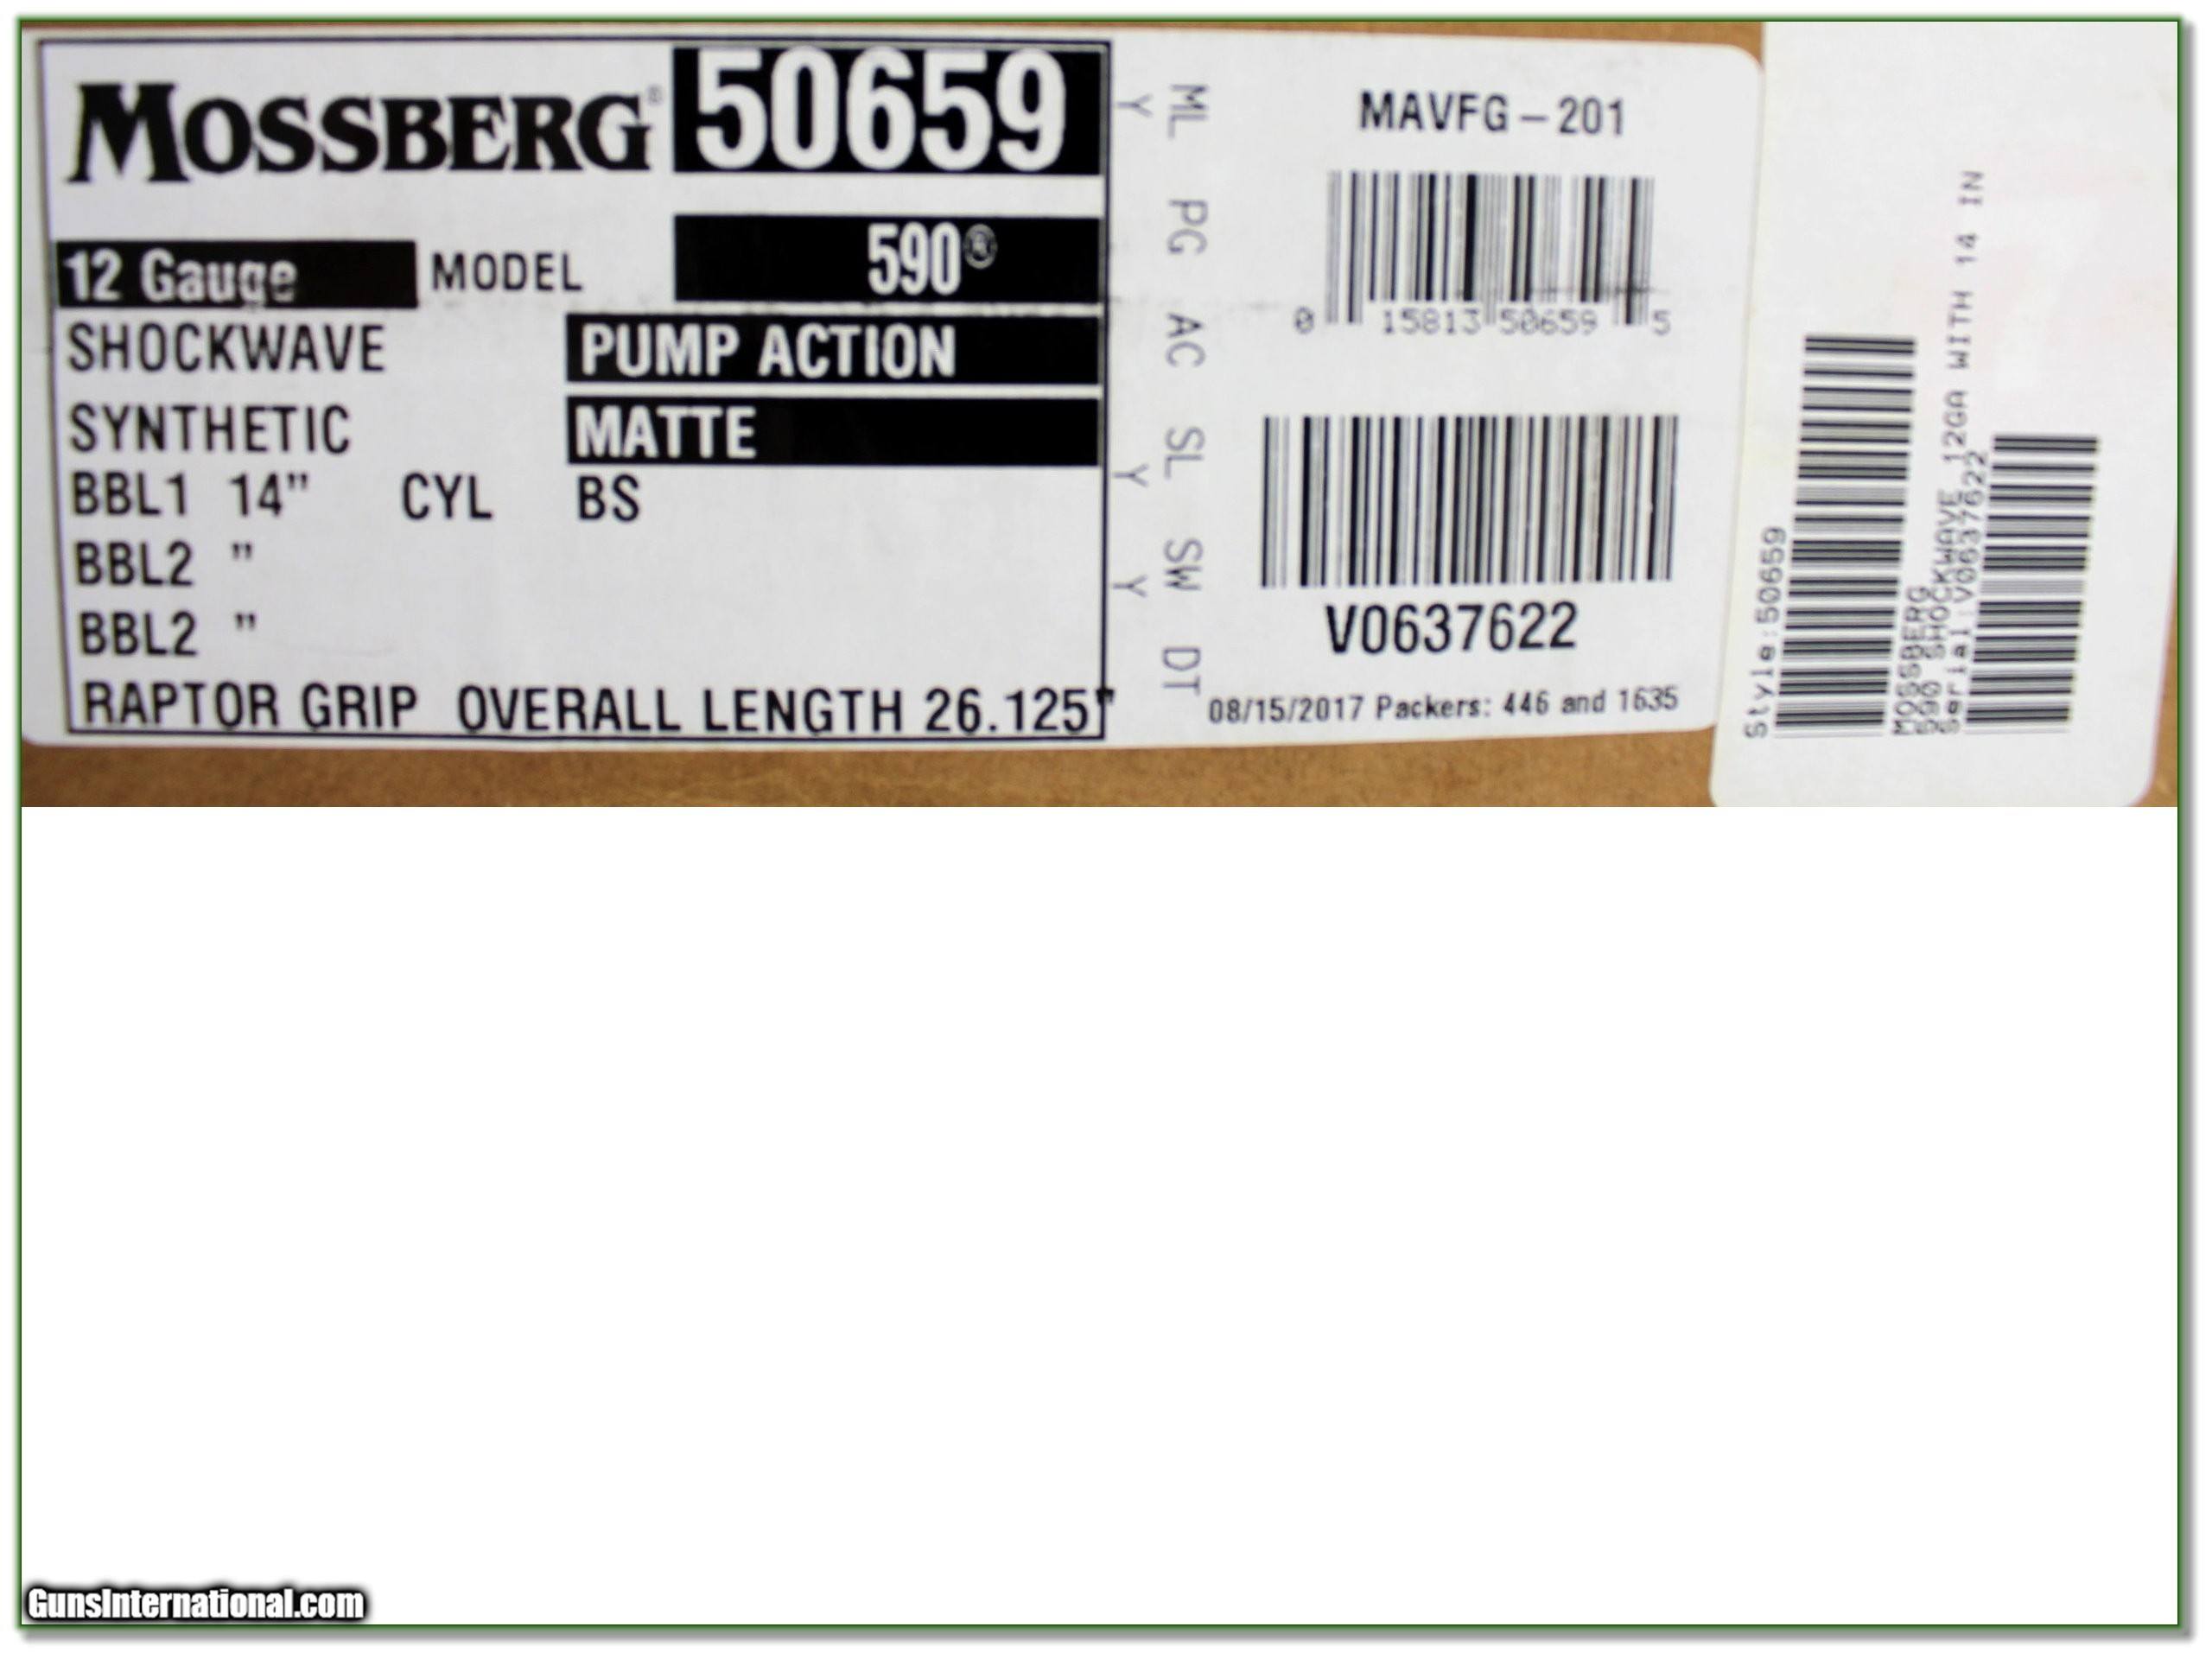 MOSSBERG® 50659
12 Gauge MODEL 590®
SHOCKWAVE PUMP ACTION
SYNTHETIC MATTE
BBL1 14" CYL BS
BBL2 "
BBL2 "
RAPTOR GRIP OVERALL LENGTH 26.125"
ML PG AC SL SW DT
Y Y Y
MAVFG-201
0 15813 50659 5
V0637622
08/15/2017 Packers: 446 and 1635
Style:50659
MOSSBERG
590 SHOCKWAVE 12GA WITH 14 IN
Serial:V0637622
GunsInternational.com